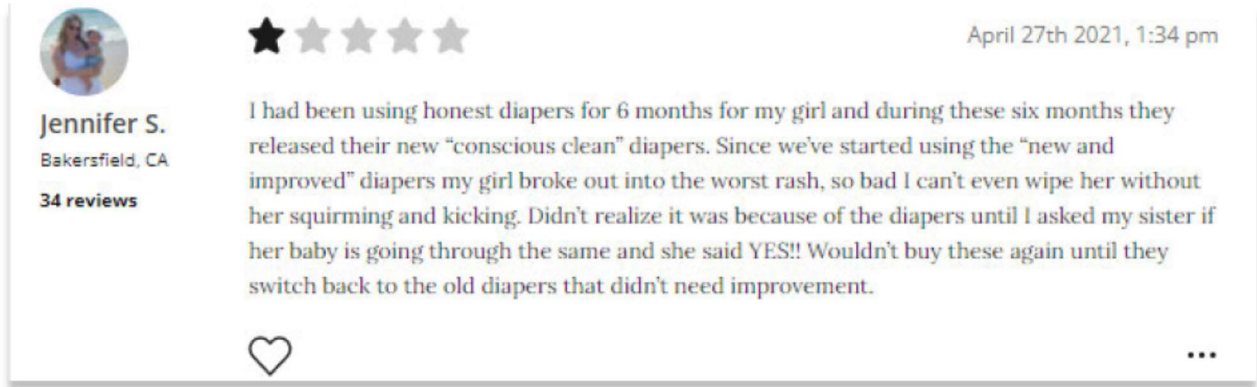 April 27th 2021, 1:34 pm
Jennifer S.
Bakersfield, CA
34 reviews
I had been using honest diapers for 6 months for my girl and during these six months they
released their new “conscious clean” diapers. Since we’ve started using the “new and
improved” diapers my girl broke out into the worst rash, so bad I can’t even wipe her without
her squirming and kicking. Didn’t realize it was because of the diapers until I asked my sister if
her baby is going through the same and she said YES!! Wouldn’t buy these again until they
switch back to the old diapers that didn’t need improvement.